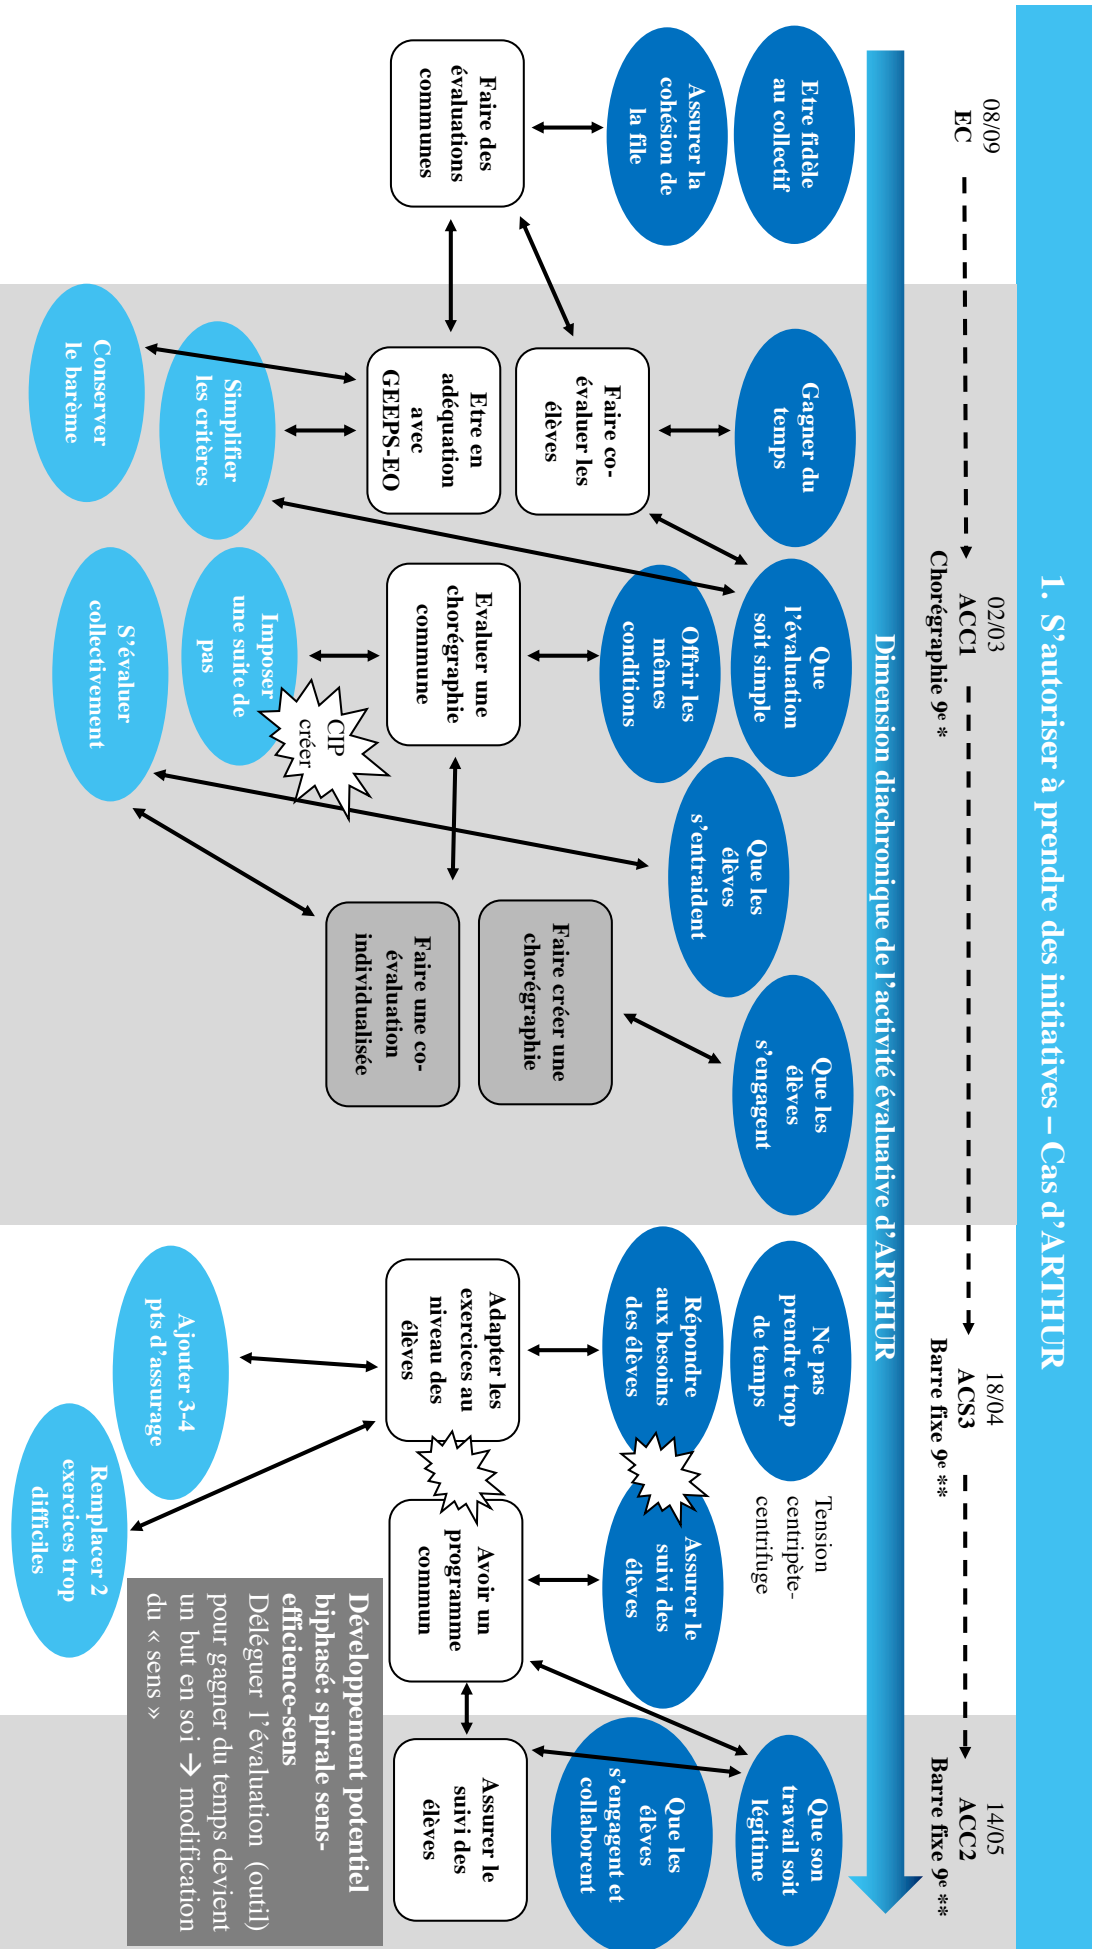 1. S'autoriser à prendre des initiatives – Cas d'ARTHUR
08/09
EC
02/03
ACC1
Chorégraphie 9e *
18/04
ACS3
Barre fixe 9e **
14/05
ACC2
Barre fixe 9e **
Dimension diachronique de l'activité évaluative d'ARTHUR
Etre fidèle
au collectif
Assurer la
cohésion de
la file
Faire des
évaluations
communes
Gagner du
temps
Faire co-
évaluer les
élèves
Etre en
adéquation
avec
GEEPS-EO
Simplifier
les critères
Conserver
le barème
Que
l'évaluation
soit simple
Offrir les
mêmes
conditions
Evaluer une
chorégraphie
commune
CIP
créer
Imposer
une suite de
pas
S'évaluer
collectivement
Que les
élèves
s'entraident
Que les
élèves
s'engagent
Faire créer une
chorégraphie
Faire une co-
évaluation
individualisée
Ne pas
prendre trop
de temps
Répondre
aux besoins
des élèves
Adapter les
exercices au
niveau des
élèves
Ajouter 3-4
pts d'assurage
Remplacer 2
exercices trop
difficiles
Tension
centripète-
centrifuge
Assurer le
suivi des
élèves
Avoir un
programme
commun
Que son
travail soit
légitime
Que les
élèves
s'engagent et
collaborent
Assurer le
suivi des
élèves
Développement potentiel
biphasé: spirale sens-
efficience-sens
Déléguer l'évaluation (outil)
pour gagner du temps devient
un but en soi → modification
du « sens »